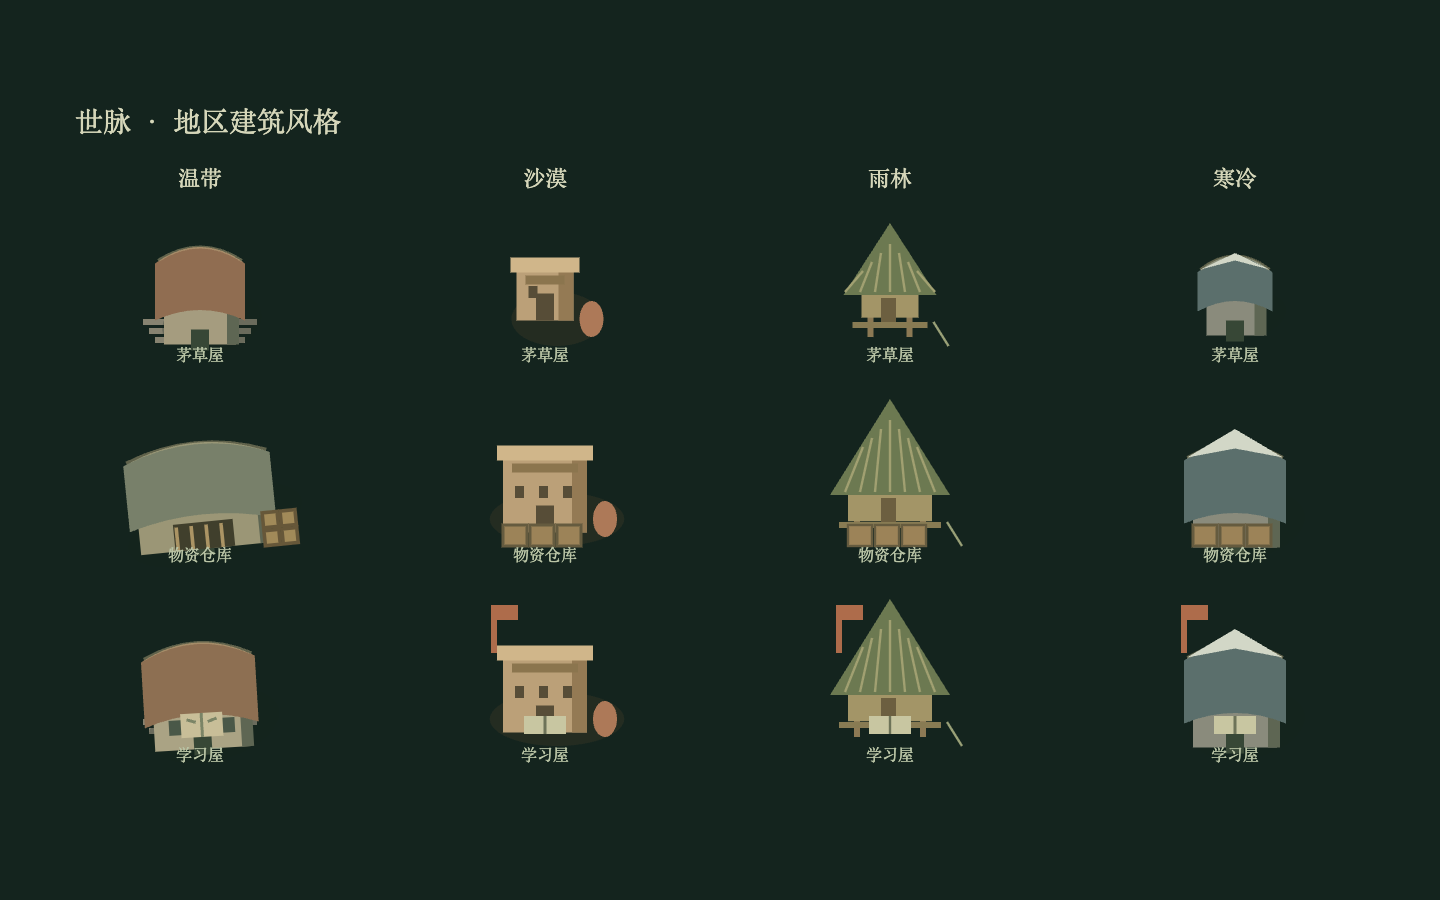 世脉 · 地区建筑风格
温带 沙漠 雨林 寒冷
茅草屋 茅草屋 茅草屋 茅草屋
物资仓库 物资仓库 物资仓库 物资仓库
学习屋 学习屋 学习屋 学习屋